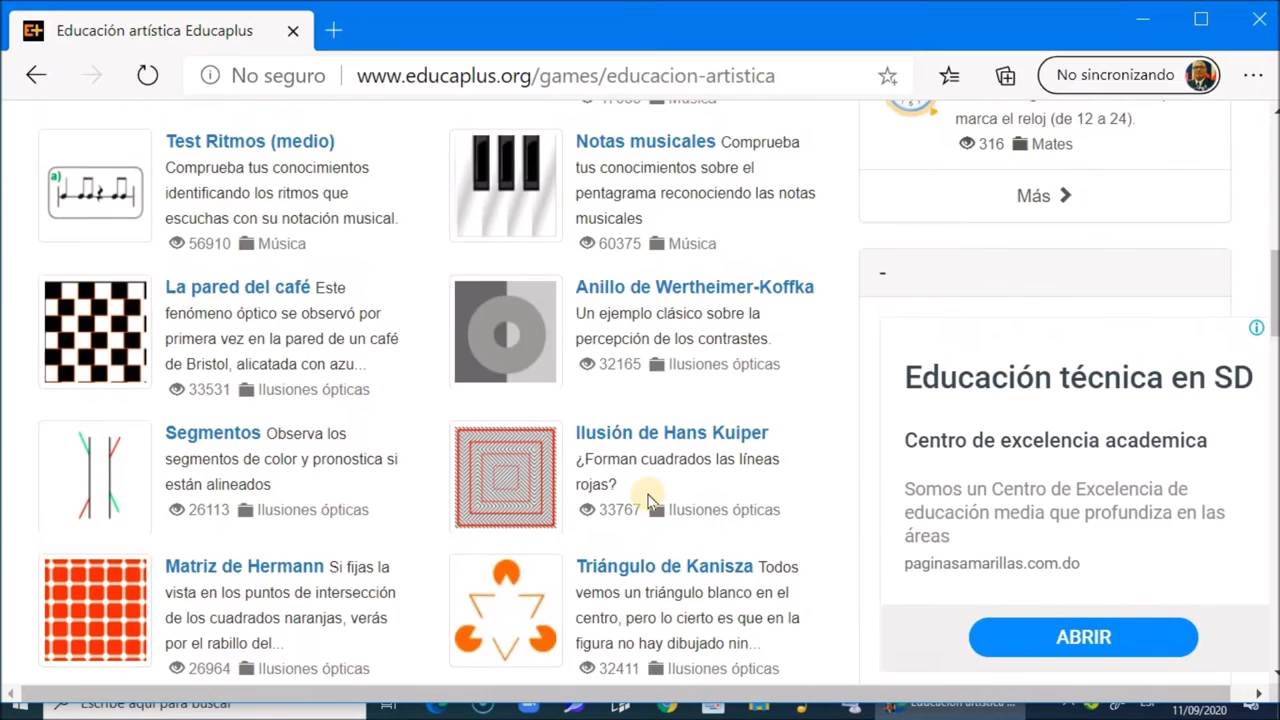 Educación artística Educaplus
No seguro
www.educaplus.org/games/educacion-artistica
No sincronizando
Música
Test Ritmos (medio)
Comprueba tus conocimientos
identificando los ritmos que
escuchas con su notación musical.
56910 Música
a)
Notas musicales Comprueba
tus conocimientos sobre el
pentagrama reconociendo las notas
musicales
60375 Música
La pared del café Este
fenómeno óptico se observó por
primera vez en la pared de un café
de Bristol, alicatada con azu...
33531 Ilusiones ópticas
Anillo de Wertheimer-Koffka
Un ejemplo clásico sobre la
percepción de los contrastes.
32165 Ilusiones ópticas
Segmentos Observa los
segmentos de color y pronostica si
están alineados
26113 Ilusiones ópticas
Ilusión de Hans Kuiper
¿Forman cuadrados las líneas
rojas?
33767 Ilusiones ópticas
Matriz de Hermann Si fijas la
vista en los puntos de intersección
de los cuadrados naranjas, verás
por el rabillo del...
26964 Ilusiones ópticas
Triángulo de Kanisza Todos
vemos un triángulo blanco en el
centro, pero lo cierto es que en la
figura no hay dibujado nin...
32411 Ilusiones ópticas
marca el reloj (de 12 a 24).
316 Mates
Más
-
Educación técnica en SD
Centro de excelencia academica
Somos un Centro de Excelencia de
educación media que profundiza en las
áreas
paginasamarillas.com.do
ABRIR
Escribe aquí para buscar
Educación artística ...
11/09/2020